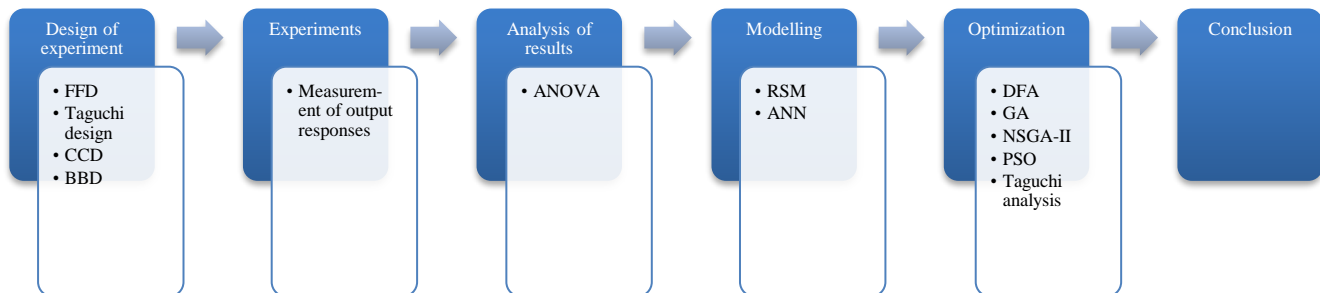 Design of
experiment
• FFD
• Taguchi
design
• CCD
• BBD
Experiments
• Measurem-
ent of output
responses
Analysis of
results
• ANOVA
Modelling
• RSM
• ANN
Optimization
• DFA
• GA
• NSGA-II
• PSO
• Taguchi
analysis
Conclusion